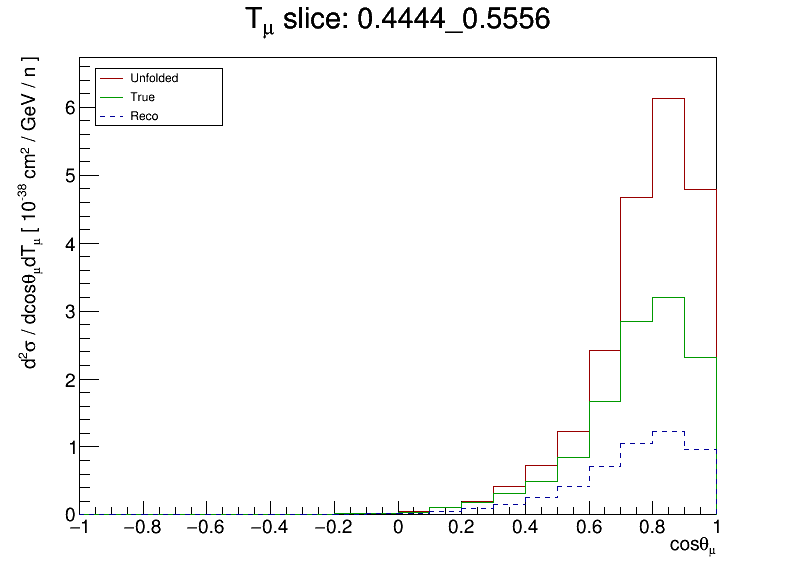 Tμ slice: 0.4444_0.5556
d²σ / dcosθμdTμ [ 10⁻³⁸ cm² / GeV / n ]
Unfolded
True
Reco
6
5
4
3
2
1
0
−1 −0.8 −0.6 −0.4 −0.2 0 0.2 0.4 0.6 0.8 1
cosθμ